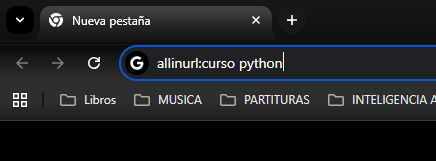 Nueva pestaña
allinurl:curso python
Libros MUSICA PARTITURAS INTELIGENCIA A